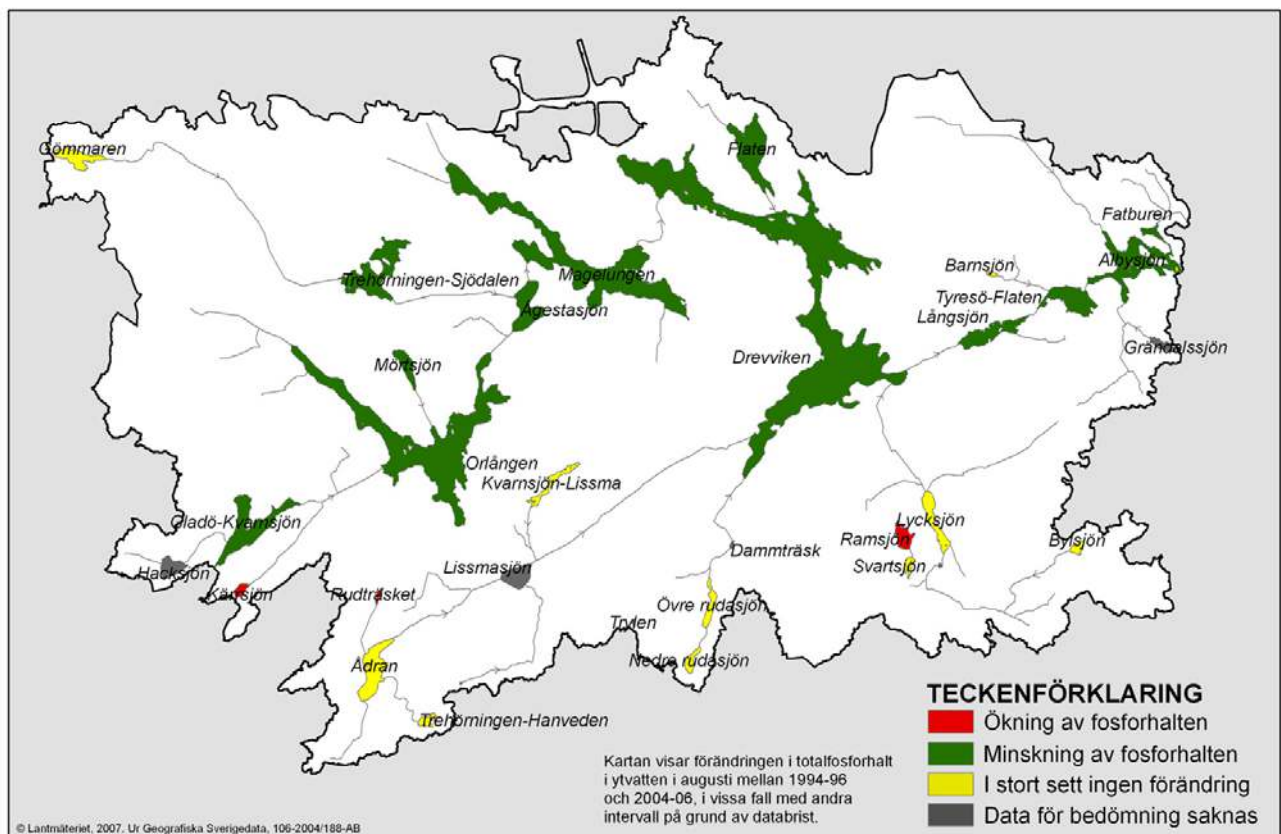 Gömmaren
Flaten
Fatburen
Albysjön
Barnsjön
Trehörningen-Sjödalen
Magelungen
Tyresö-Flaten
Ågestasjön
Långsjön
Grändalssjön
Mörtsjön
Drevviken
Orlången
Kvarnsjön-Lissma
Gladö-Kvarnsjön
Lycksjön
Ramsjön
Bylsjön
Dammträsk
Svartsjön
Lissmasjön
Hacksjön
Kärrsjön
Rudträsket
Övre rudasjön
Trylen
Ådran
Nedre rudasjön
Trehörningen-Hanveden
TECKENFÖRKLARING
Ökning av fosforhalten
Minskning av fosforhalten
I stort sett ingen förändring
Data för bedömning saknas
Kartan visar förändringen i totalfosforhalt
i ytvatten i augusti mellan 1994-96
och 2004-06, i vissa fall med andra
intervall på grund av databrist.
© Lantmäteriet, 2007. Ur Geografiska Sverigedata, 106-2004/188-AB